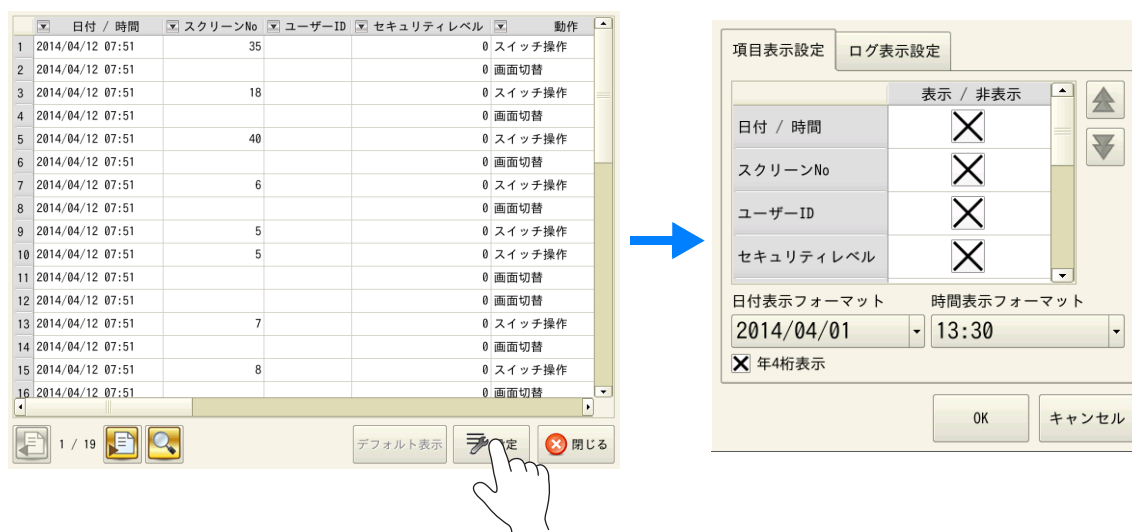 日付 / 時間 スクリーンNo ユーザーID セキュリティレベル 動作
1 2014/04/12 07:51 35 0 スイッチ操作
2 2014/04/12 07:51 0 画面切替
3 2014/04/12 07:51 18 0 スイッチ操作
4 2014/04/12 07:51 0 画面切替
5 2014/04/12 07:51 40 0 スイッチ操作
6 2014/04/12 07:51 0 画面切替
7 2014/04/12 07:51 6 0 スイッチ操作
8 2014/04/12 07:51 0 画面切替
9 2014/04/12 07:51 5 0 スイッチ操作
10 2014/04/12 07:51 5 0 スイッチ操作
11 2014/04/12 07:51 0 画面切替
12 2014/04/12 07:51 0 画面切替
13 2014/04/12 07:51 7 0 スイッチ操作
14 2014/04/12 07:51 0 画面切替
15 2014/04/12 07:51 8 0 スイッチ操作
16 2014/04/12 07:51 0 画面切替
1 / 19 デフォルト表示 定 閉じる
項目表示設定 ログ表示設定
表示 / 非表示
日付 / 時間
スクリーンNo
ユーザーID
セキュリティレベル
日付表示フォーマット 時間表示フォーマット
2014/04/01 13:30
年4桁表示
OK キャンセル